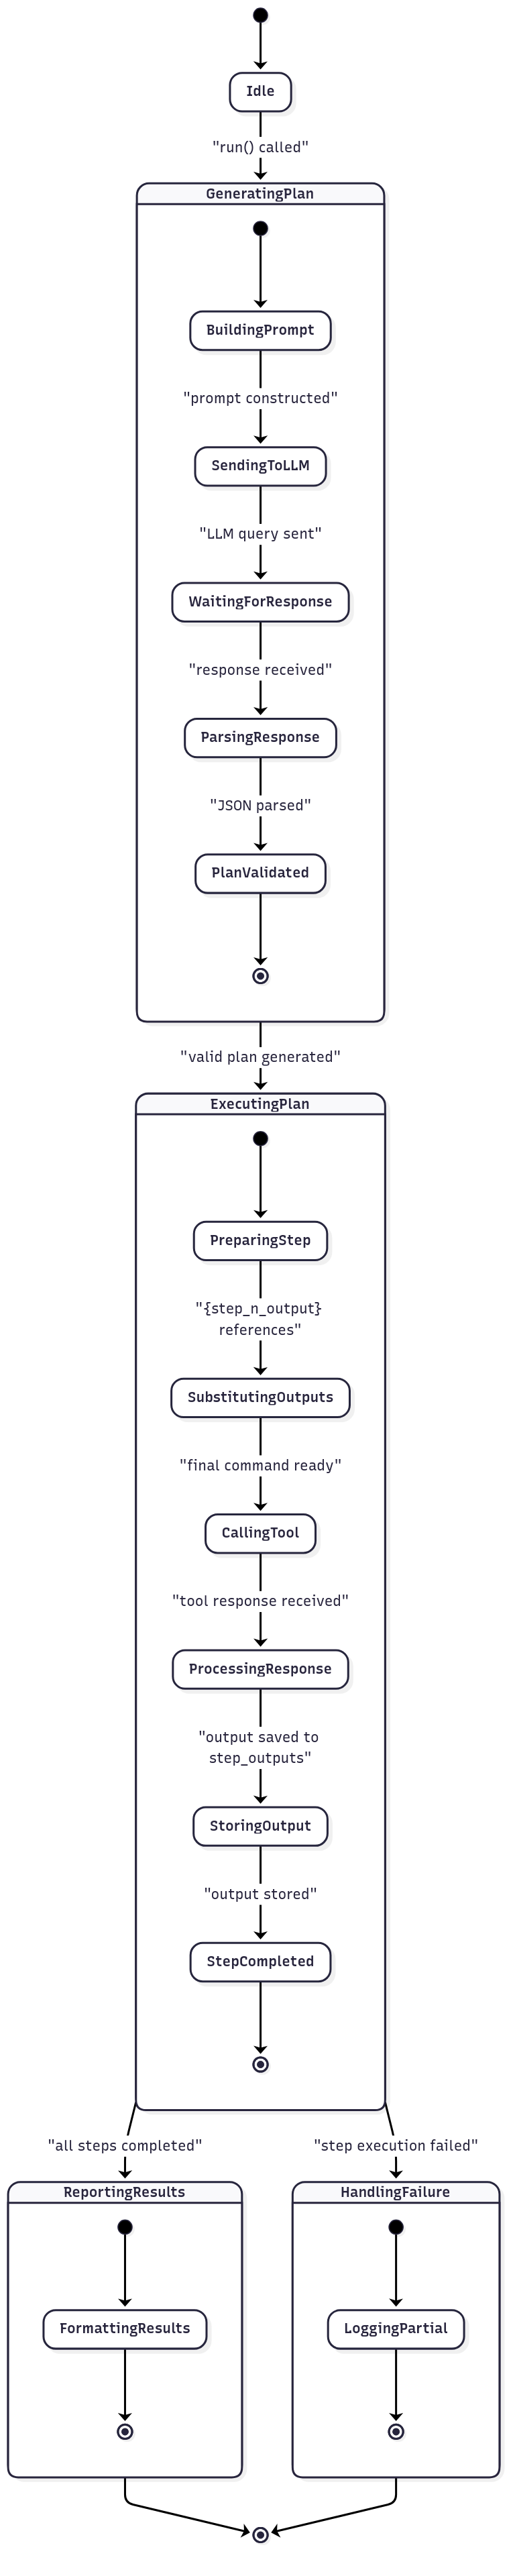 Idle
"run() called"
GeneratingPlan
BuildingPrompt
"prompt constructed"
SendingToLLM
"LLM query sent"
WaitingForResponse
"response received"
ParsingResponse
"JSON parsed"
PlanValidated
"valid plan generated"
ExecutingPlan
PreparingStep
"{step_n_output}
references"
SubstitutingOutputs
"final command ready"
CallingTool
"tool response received"
ProcessingResponse
"output saved to
step_outputs"
StoringOutput
"output stored"
StepCompleted
"all steps completed"
"step execution failed"
ReportingResults
HandlingFailure
FormattingResults
LoggingPartial